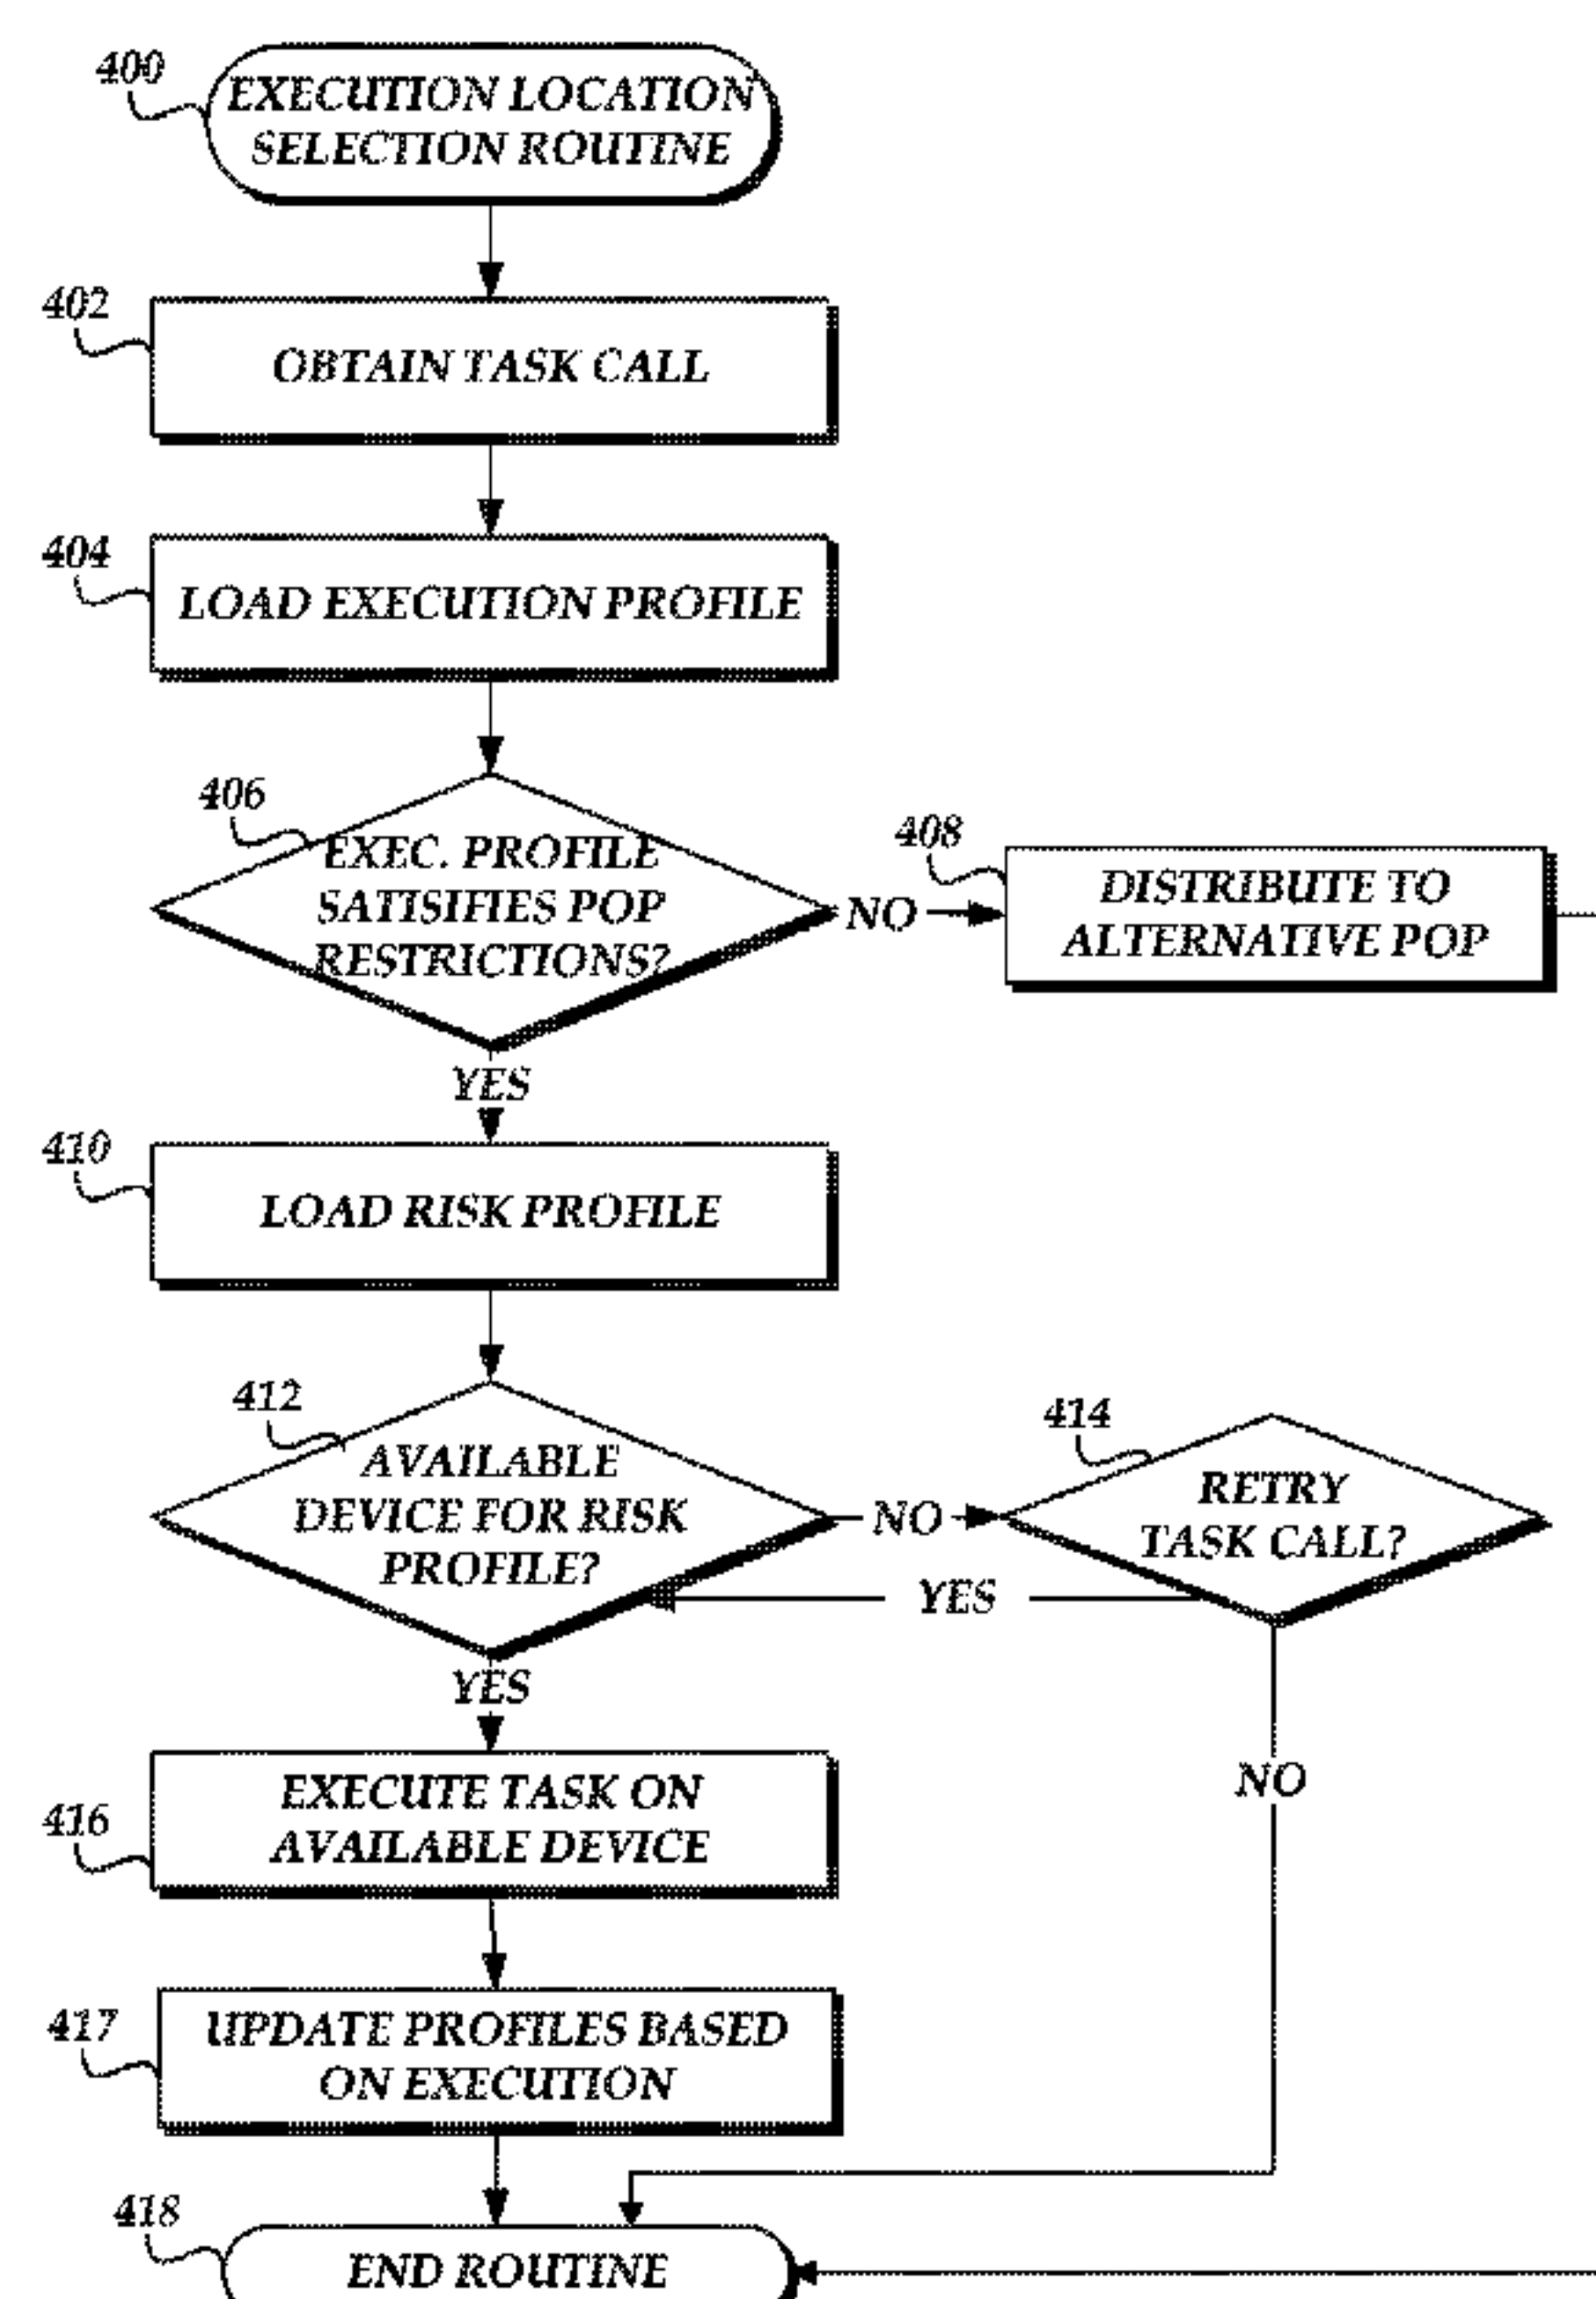 400
EXECUTION LOCATION
SELECTION ROUTINE
402
OBTAIN TASK CALL
404
LOAD EXECUTION PROFILE
406
EXEC. PROFILE
SATISIFIES POP
RESTRICTIONS?
NO
408
DISTRIBUTE TO
ALTERNATIVE POP
YES
410
LOAD RISK PROFILE
412
AVAILABLE
DEVICE FOR RISK
PROFILE?
NO
414
RETRY
TASK CALL?
YES
YES
NO
416
EXECUTE TASK ON
AVAILABLE DEVICE
417
UPDATE PROFILES BASED
ON EXECUTION
418
END ROUTINE